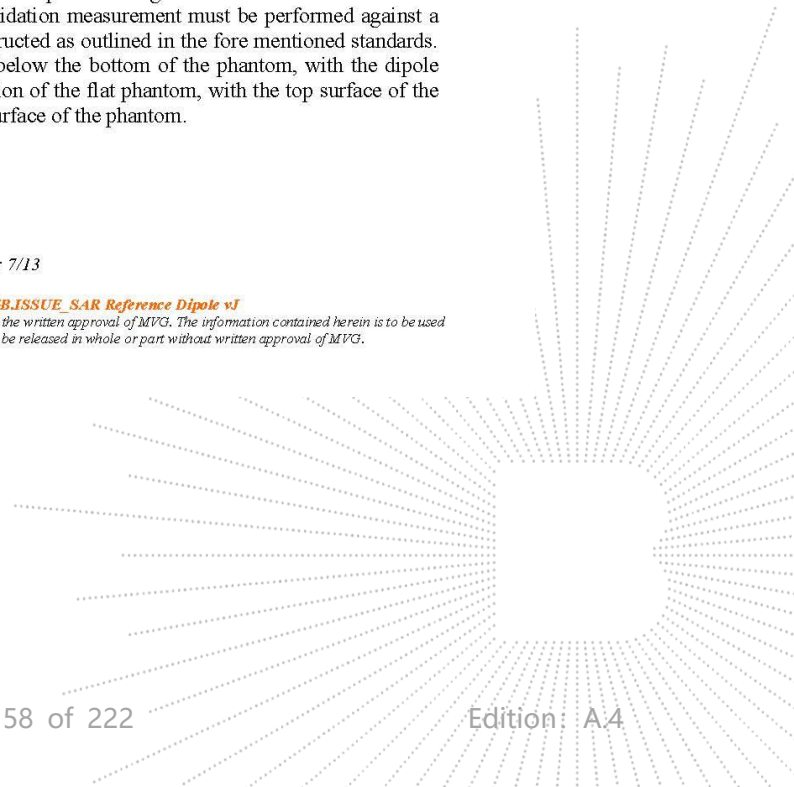 idation measurement must be performed against a
ructed as outlined in the fore mentioned standards.
below the bottom of the phantom, with the dipole
ion of the flat phantom, with the top surface of the
urface of the phantom.
: 7/13
B.ISSUE_SAR Reference Dipole vJ
the written approval of MVG. The information contained herein is to be used
be released in whole or part without written approval of MVG.
58 of 222 Edition: A.4